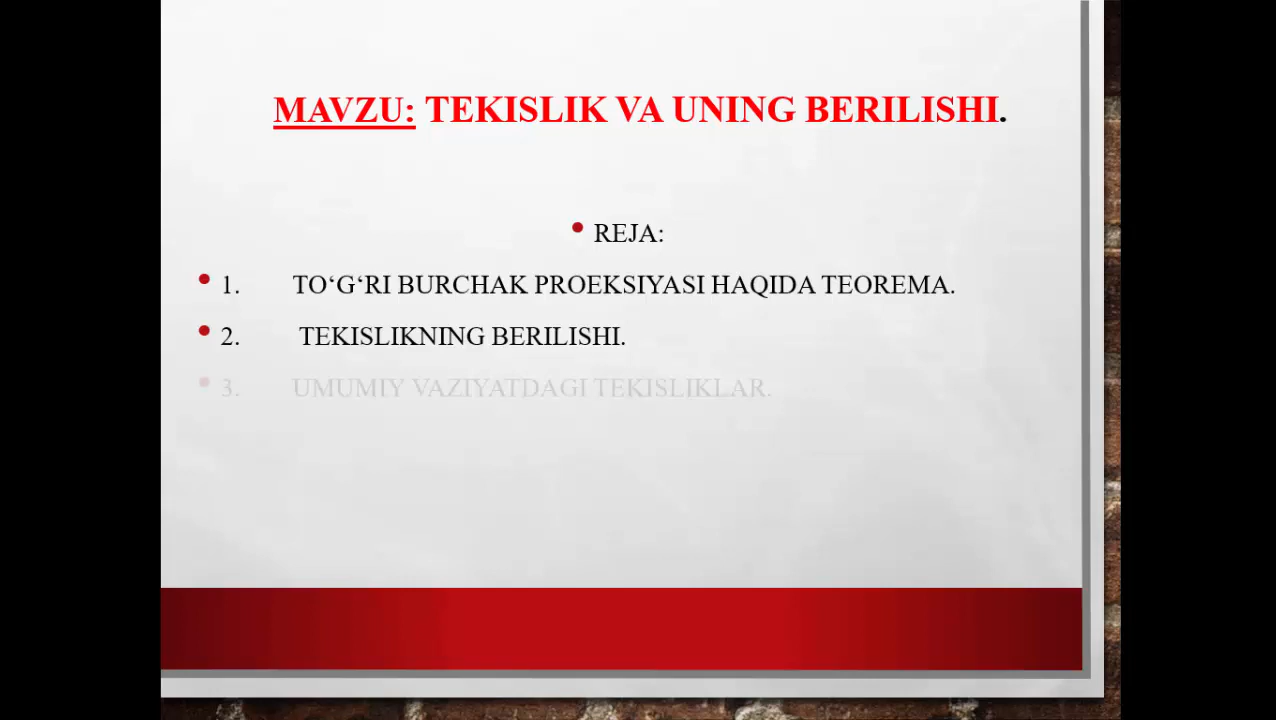 MAVZU: TEKISLIK VA UNING BERILISHI.
• REJA:
• 1. TO‘G‘RI BURCHAK PROEKSIYASI HAQIDA TEOREMA.
• 2. TEKISLIKNING BERILISHI.
• 3. UMUMIY VAZIYATDAGI TEKISLIKLAR.